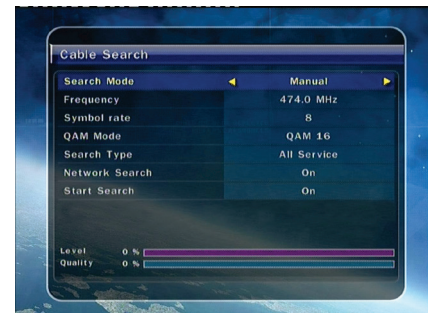 Cable Search
Search Mode Manual
Frequency 474.0 MHz
Symbol rate 8
QAM Mode QAM 16
Search Type All Service
Network Search On
Start Search On
Level 0 %
Quality 0 %